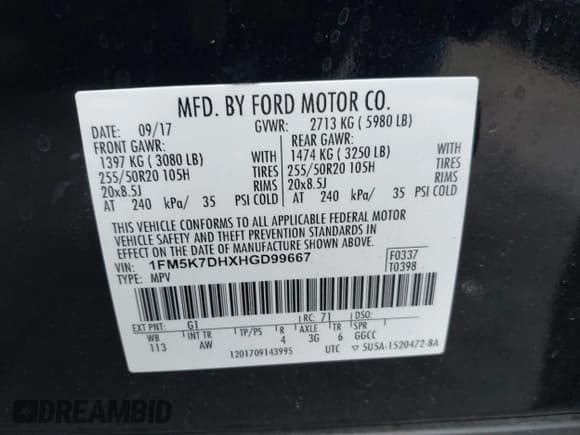 MFD. BY FORD MOTOR CO.
DATE: 09/17 GVWR: 2713 KG ( 5980 LB)
FRONT GAWR: REAR GAWR:
1397 KG ( 3080 LB) WITH 1474 KG ( 3250 LB) WITH
255/50R20 105H TIRES 255/50R20 105H TIRES
20x8.5J RIMS 20x8.5J RIMS
AT 240 kPa/ 35 PSI COLD AT 240 kPa/ 35 PSI COLD
THIS VEHICLE CONFORMS TO ALL APPLICABLE FEDERAL MOTOR
VEHICLE SAFETY AND THEFT PREVENTION STANDARDS IN
EFFECT ON THE DATE OF MANUFACTURE SHOWN ABOVE.
VIN: 1FM5K7DHXHGD99667 F0337
TYPE: MPV T0398
EXT PNT: G1 RC: 71 DSO:
WB INT TR TP/PS R AXLE TR SPR
113 AW 4 3G 6 GGCC
1201709143995 UTC ▽ 5U5A-1520472-BA
DREAMBID